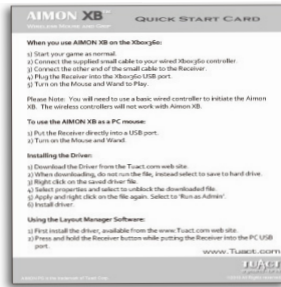 AIMON XB
QUICK START CARD
When you use AIMON XB on the Xbox360:
1) Start your game as normal.
2) Connect the supplied small cable to your wired Xbox360 controller.
3) Connect the other end of the small cable to the Receiver.
4) Plug the Receiver into the Xbox360 USB port.
5) Turn on the Mouse and Wand to Play.
Please Note: You will need to use a basic wired controller to initiate the Aimon
XB. The wireless controllers will not work with Aimon XB.
To use the AIMON XB as a PC mouse:
1) Put the Receiver directly into a USB port.
2) Turn on the Mouse and Wand.
Installing the Driver:
1) Download the Driver from the Tuact.com web site.
2) When downloading, do not run the file, instead select to save to hard drive.
3) Right click on the saved driver file.
4) Select properties and select to unblock the downloaded file.
5) Apply and right click on the file again. Select to 'Run as Admin'.
6) Install driver.
Using the Layout Manager Software:
1) First install the driver, available from the www.Tuact.com web site.
2) Press and hold the Receiver button while putting the Receiver into the PC USB
port.
www.Tuact.com
TUACT